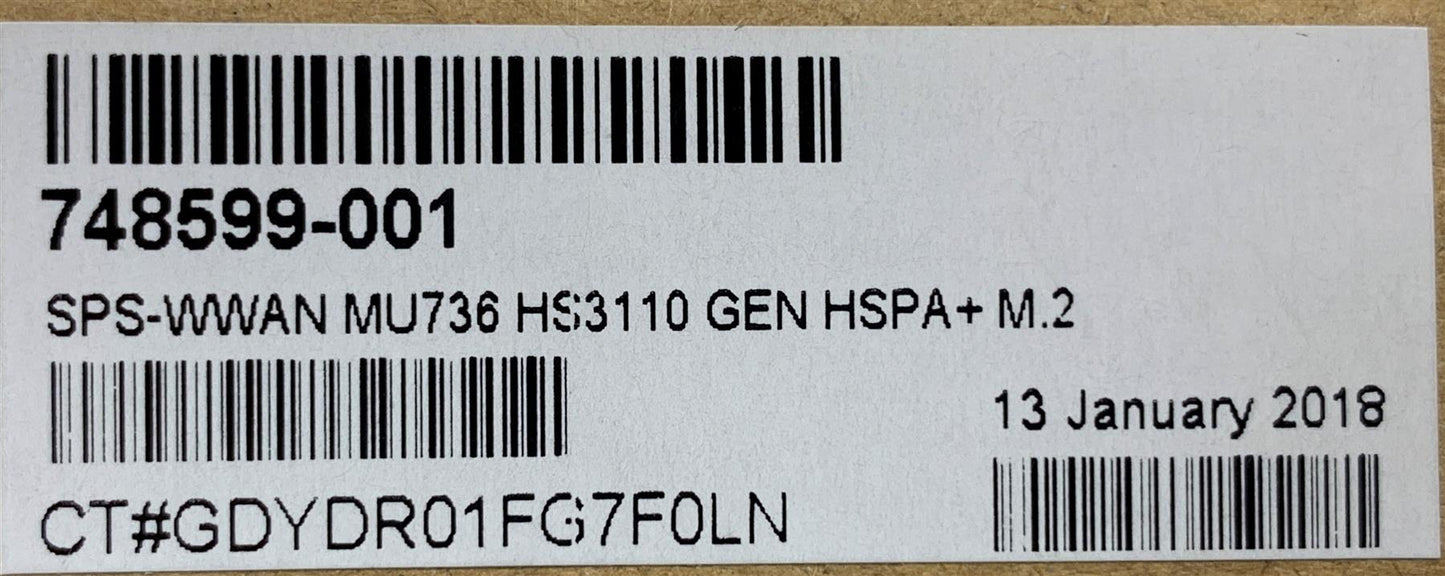 748599-001
SPS-WWAN MU736 HS3110 GEN HSPA+ M.2
13 January 2018
CT#GDYDR01FG7F0LN